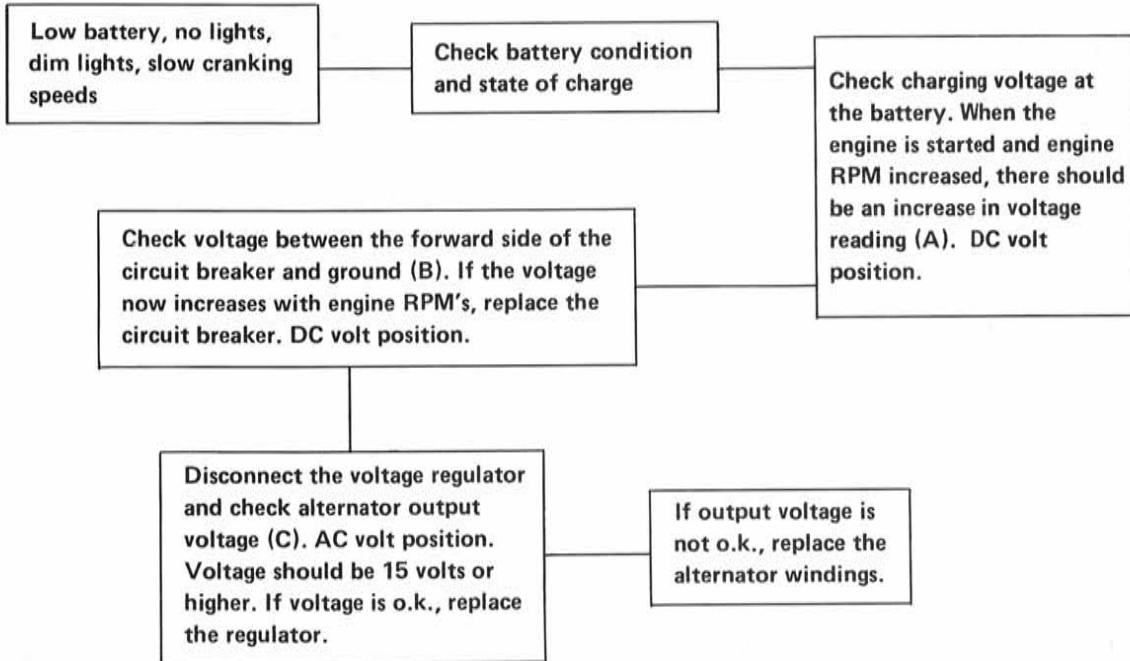 Low battery, no lights,
dim lights, slow cranking
speeds
Check battery condition
and state of charge
Check charging voltage at
the battery. When the
engine is started and engine
RPM increased, there should
be an increase in voltage
reading (A). DC volt
position.
Check voltage between the forward side of the
circuit breaker and ground (B). If the voltage
now increases with engine RPM's, replace the
circuit breaker. DC volt position.
Disconnect the voltage regulator
and check alternator output
voltage (C). AC volt position.
Voltage should be 15 volts or
higher. If voltage is o.k., replace
the regulator.
If output voltage is
not o.k., replace the
alternator windings.